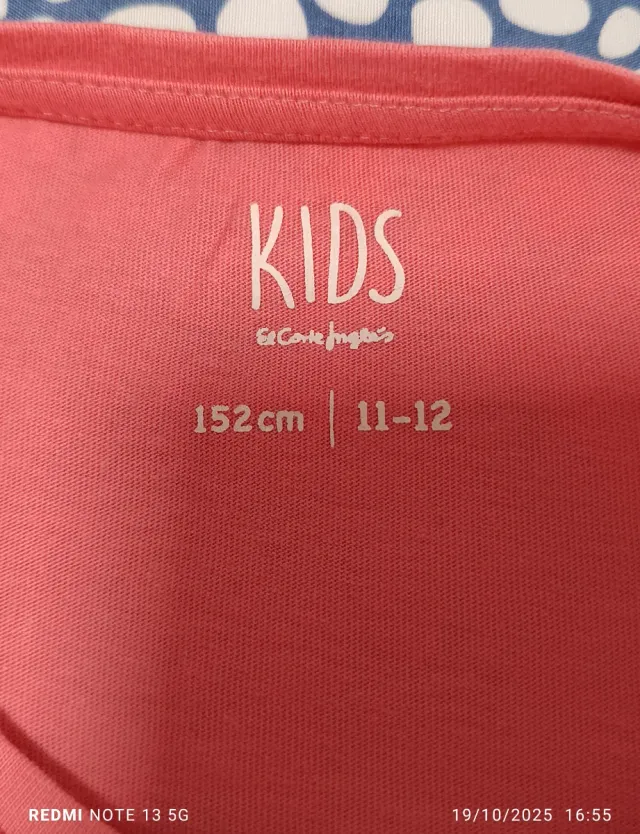 KIDS
El Corte Inglés
152cm | 11-12
REDMI NOTE 13 5G
19/10/2025 16:55